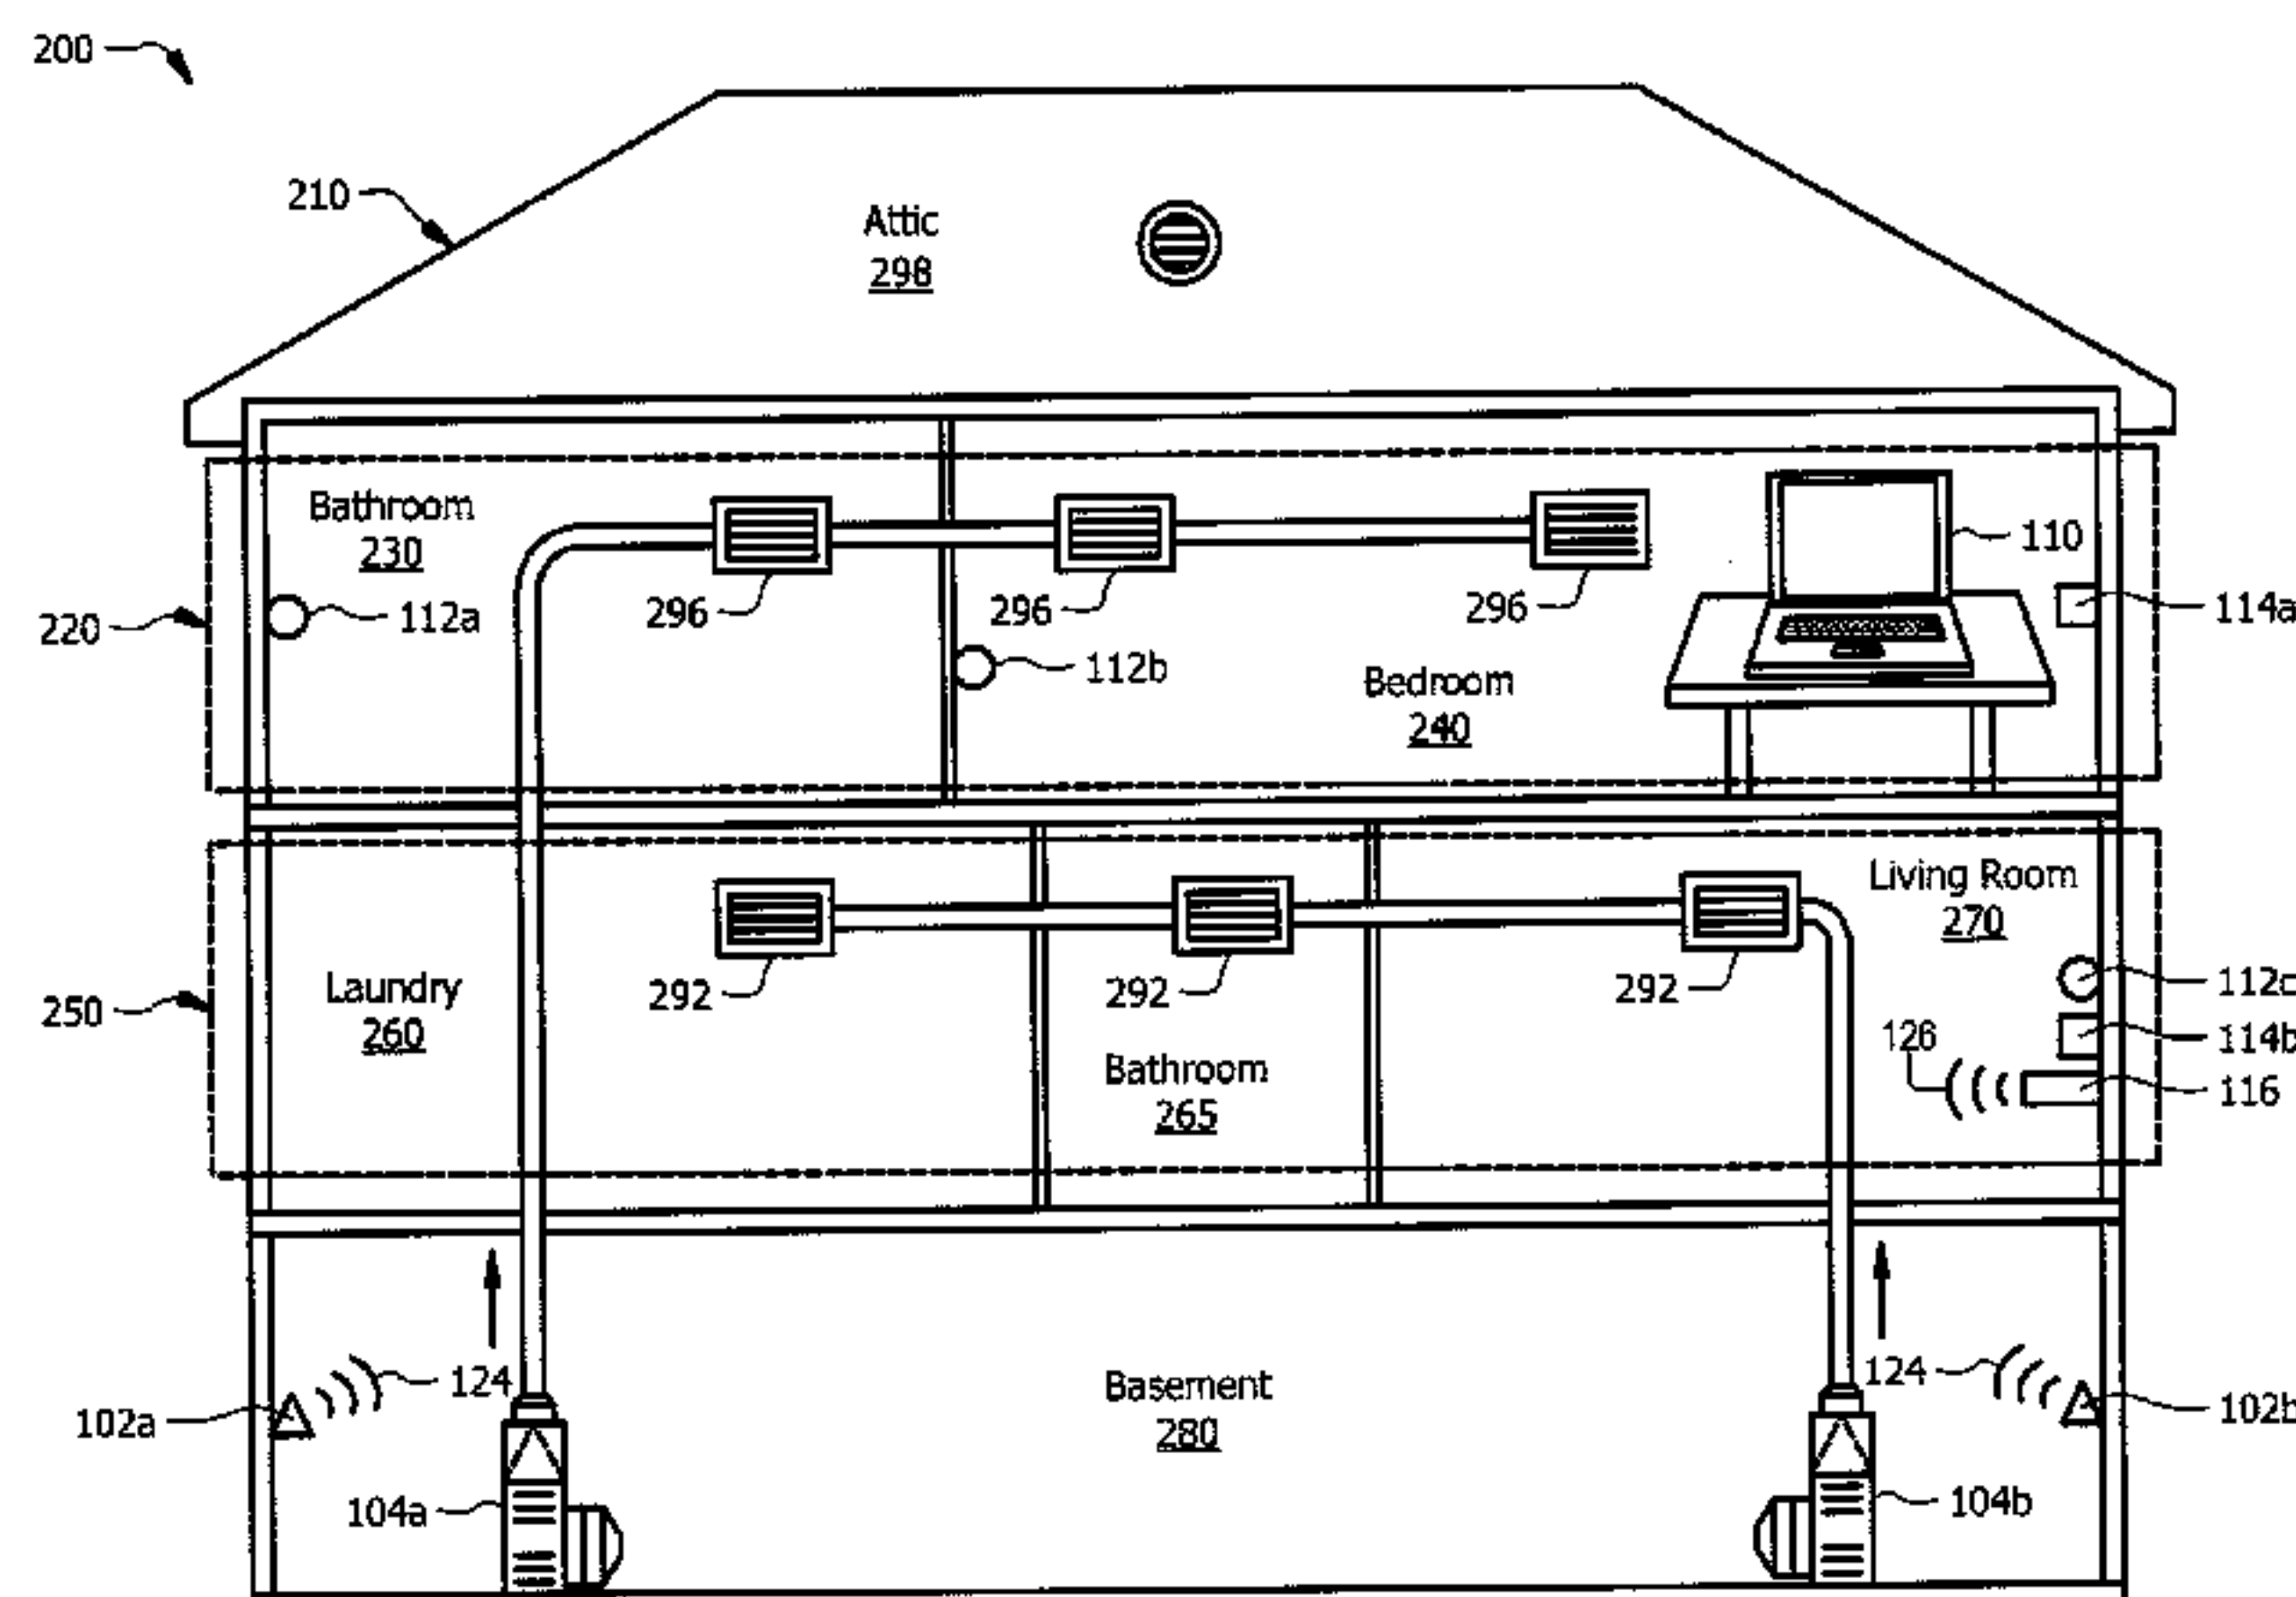 200
210
Attic
298
Bathroom
230
110
296
296
296
114a
220
112a
112b
Bedroom
240
Living Room
270
250
Laundry
260
292
292
292
112c
126
114b
Bathroom
265
116
124
Basement
280
124
102a
102b
104a
104b